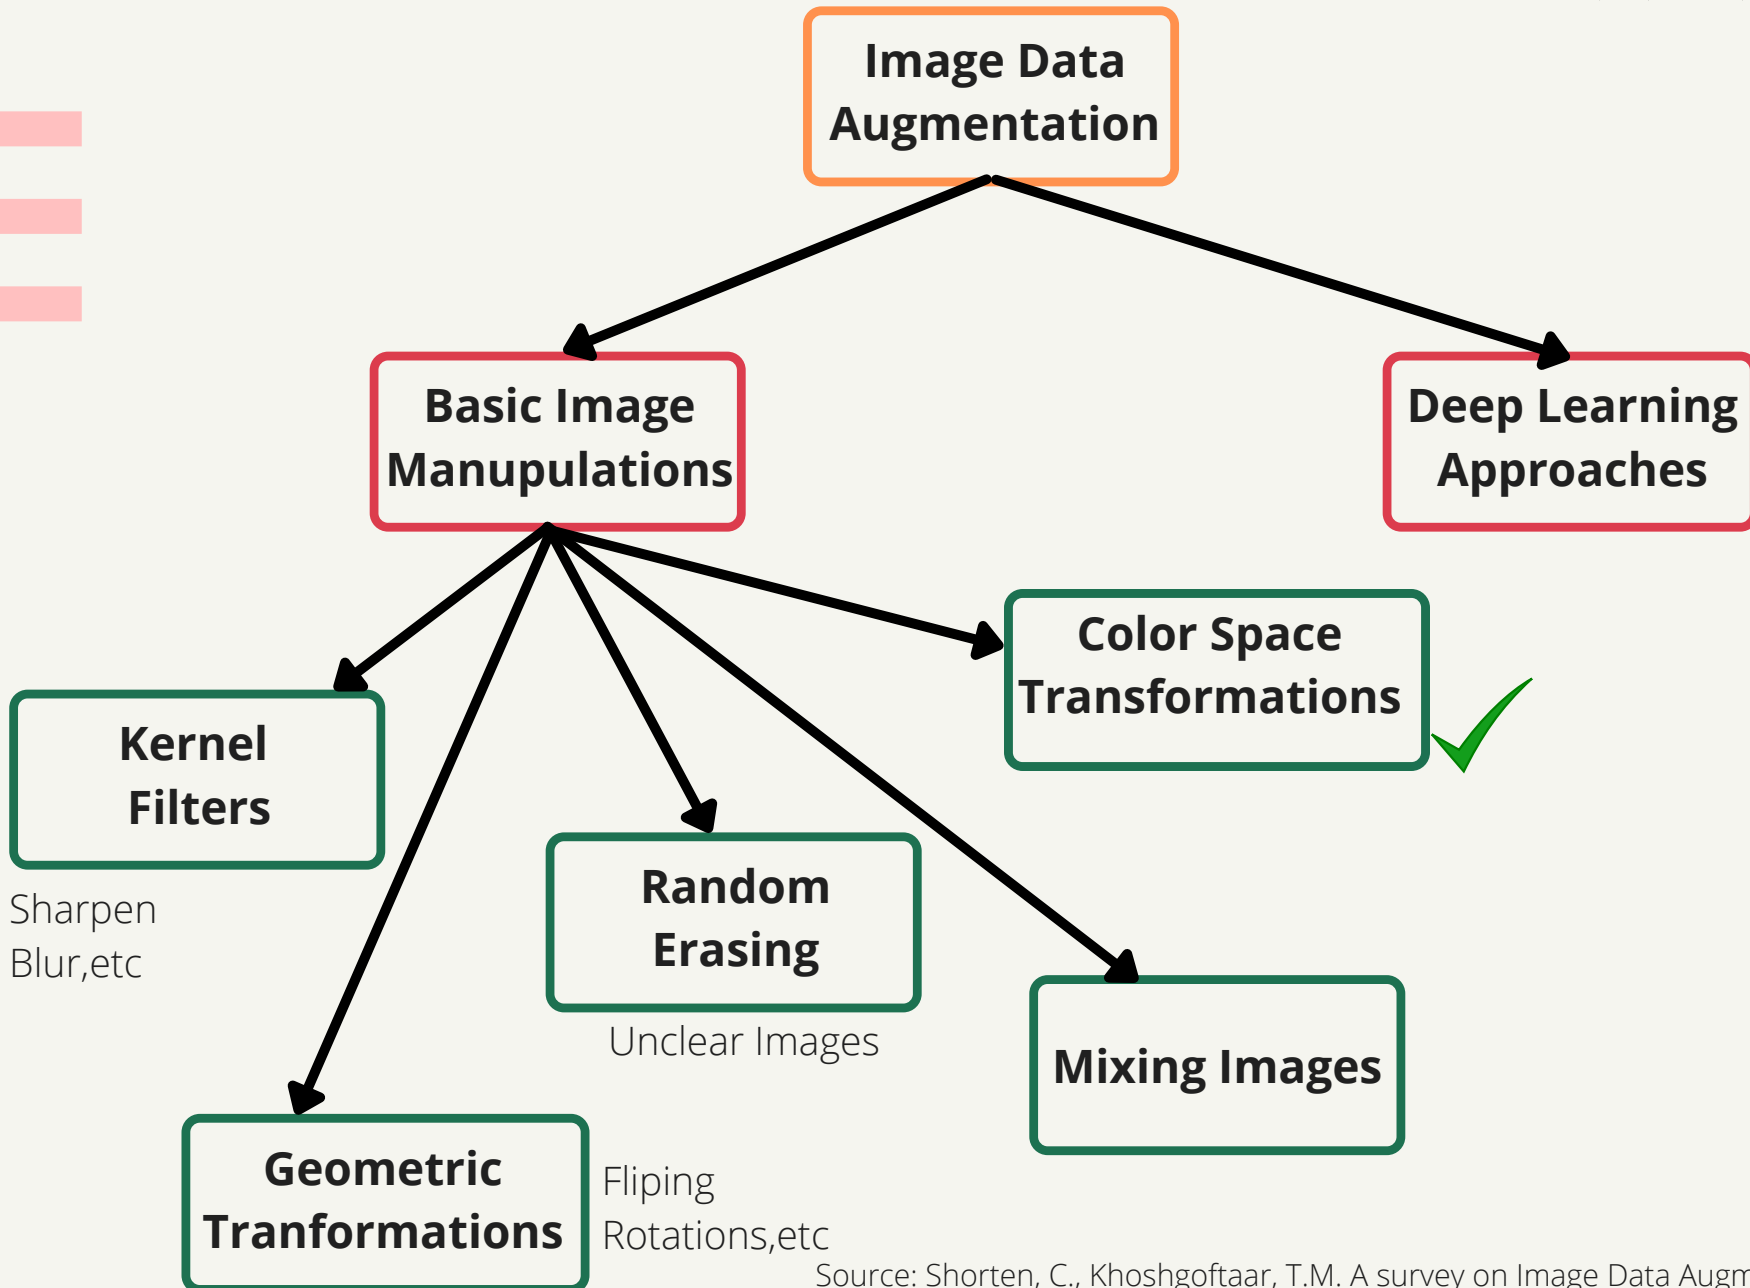 Image Data
Augmentation
Basic Image
Manupulations
Deep Learning
Approaches
Color Space
Transformations
Kernel
Filters
Sharpen
Blur,etc
Random
Erasing
Unclear Images
Mixing Images
Geometric
Tranformations
Fliping
Rotations,etc
Source: Shorten, C., Khoshgoftaar, T.M. A survey on Image Data Augm